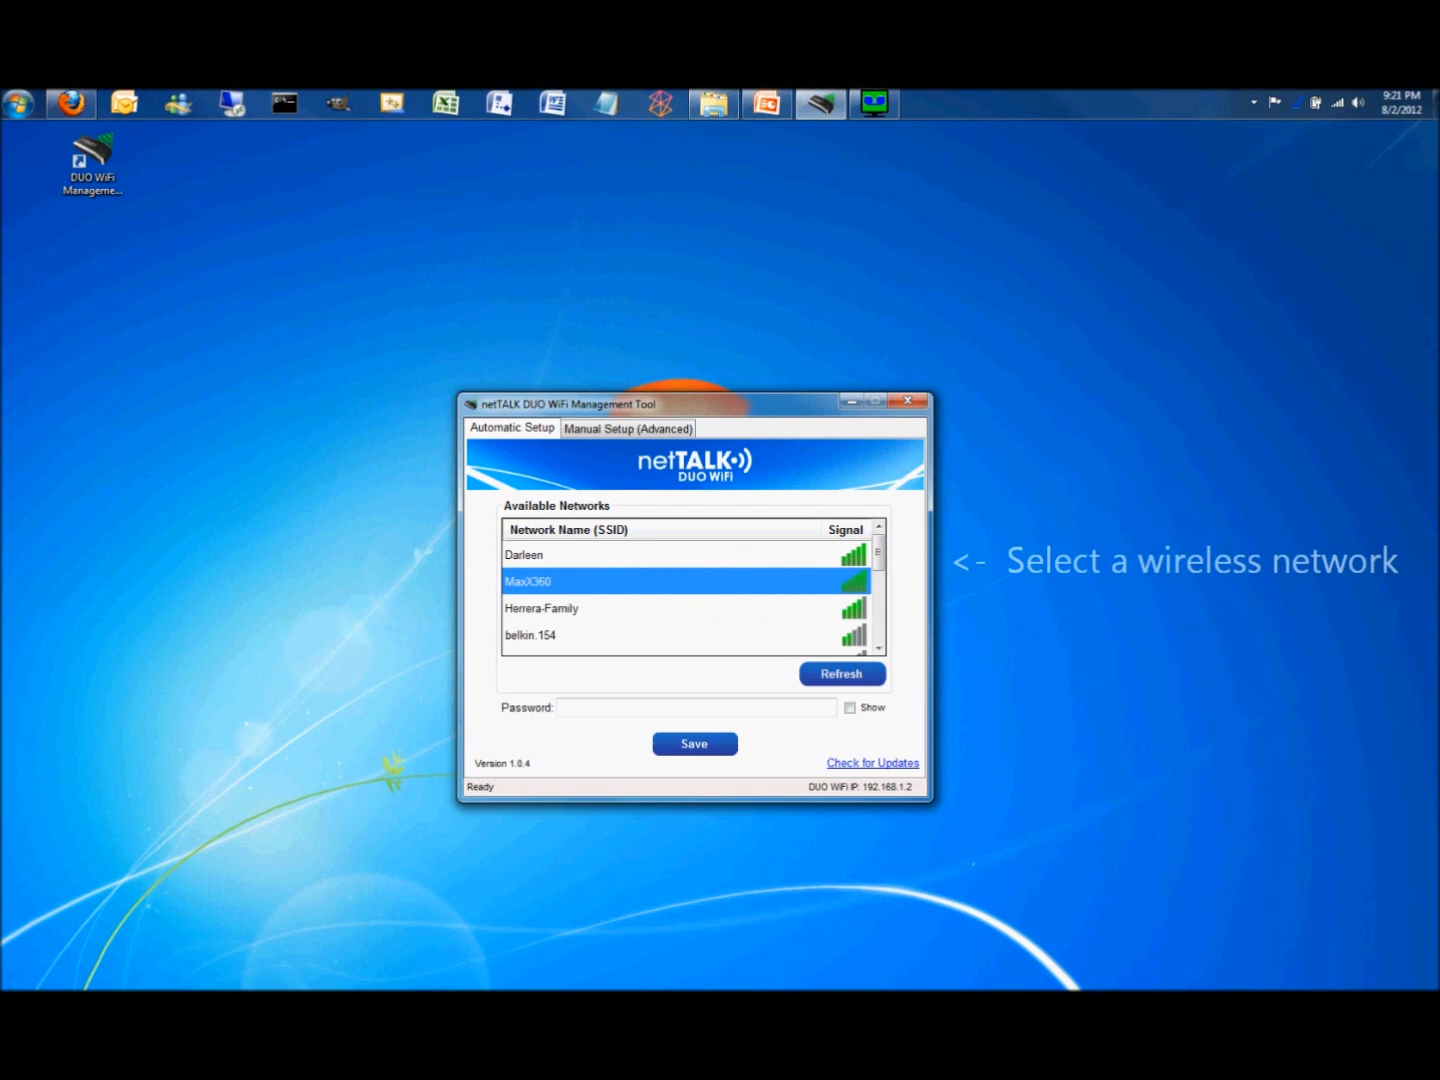 9:21 PM
8/2/2012
DUO WiFi
Manageme...
netTALK DUO WiFi Management Tool
Automatic Setup
Manual Setup (Advanced)
netTALK
DUO WiFi
Available Networks
Network Name (SSID) Signal
Darleen
MaxX360
Herrera-Family
belkin.154
<- Select a wireless network
Refresh
Password:
Show
Save
Version 1.0.4
Check for Updates
Ready
DUO WiFi IP: 192.168.1.2